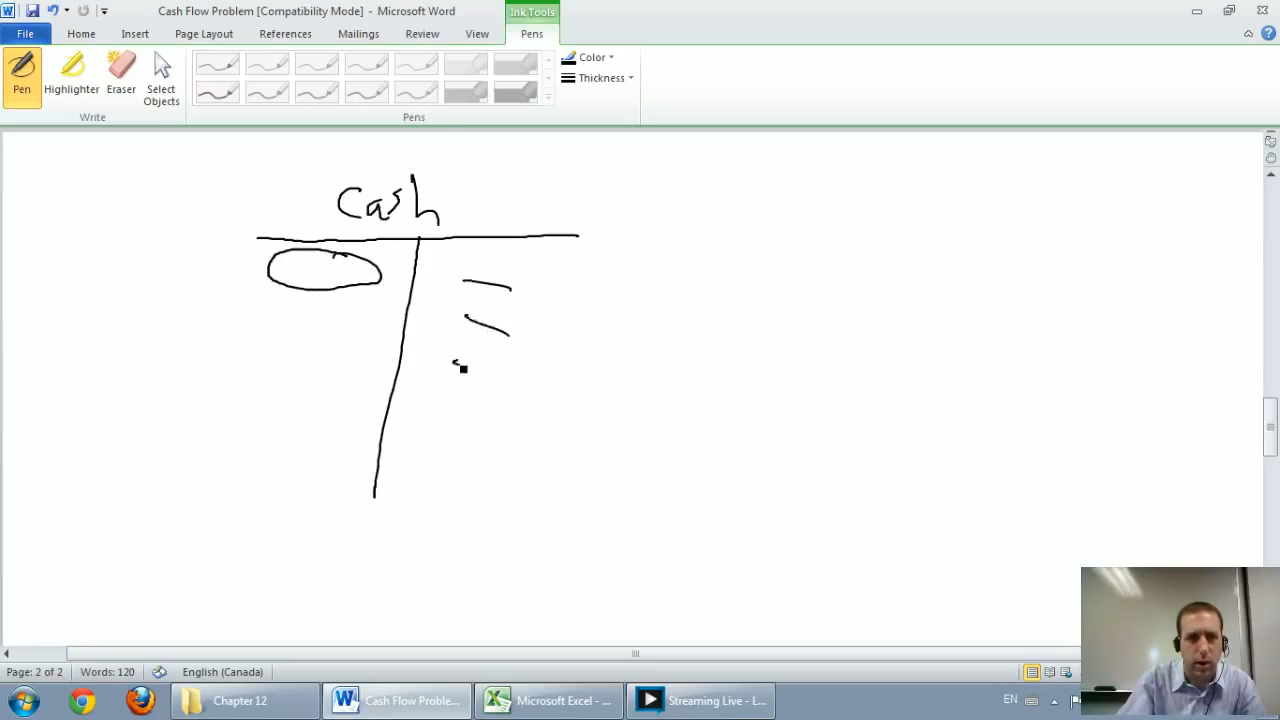 Cash Flow Problem [Compatibility Mode] - Microsoft Word
Ink Tools
File Home Insert Page Layout References Mailings Review View Pens
Pen Highlighter Eraser Select Objects
Color
Thickness
Write Pens
Cash
Page: 2 of 2 Words: 120 English (Canada)
Chapter 12 Cash Flow Proble... Microsoft Excel - ... Streaming Live - L... EN